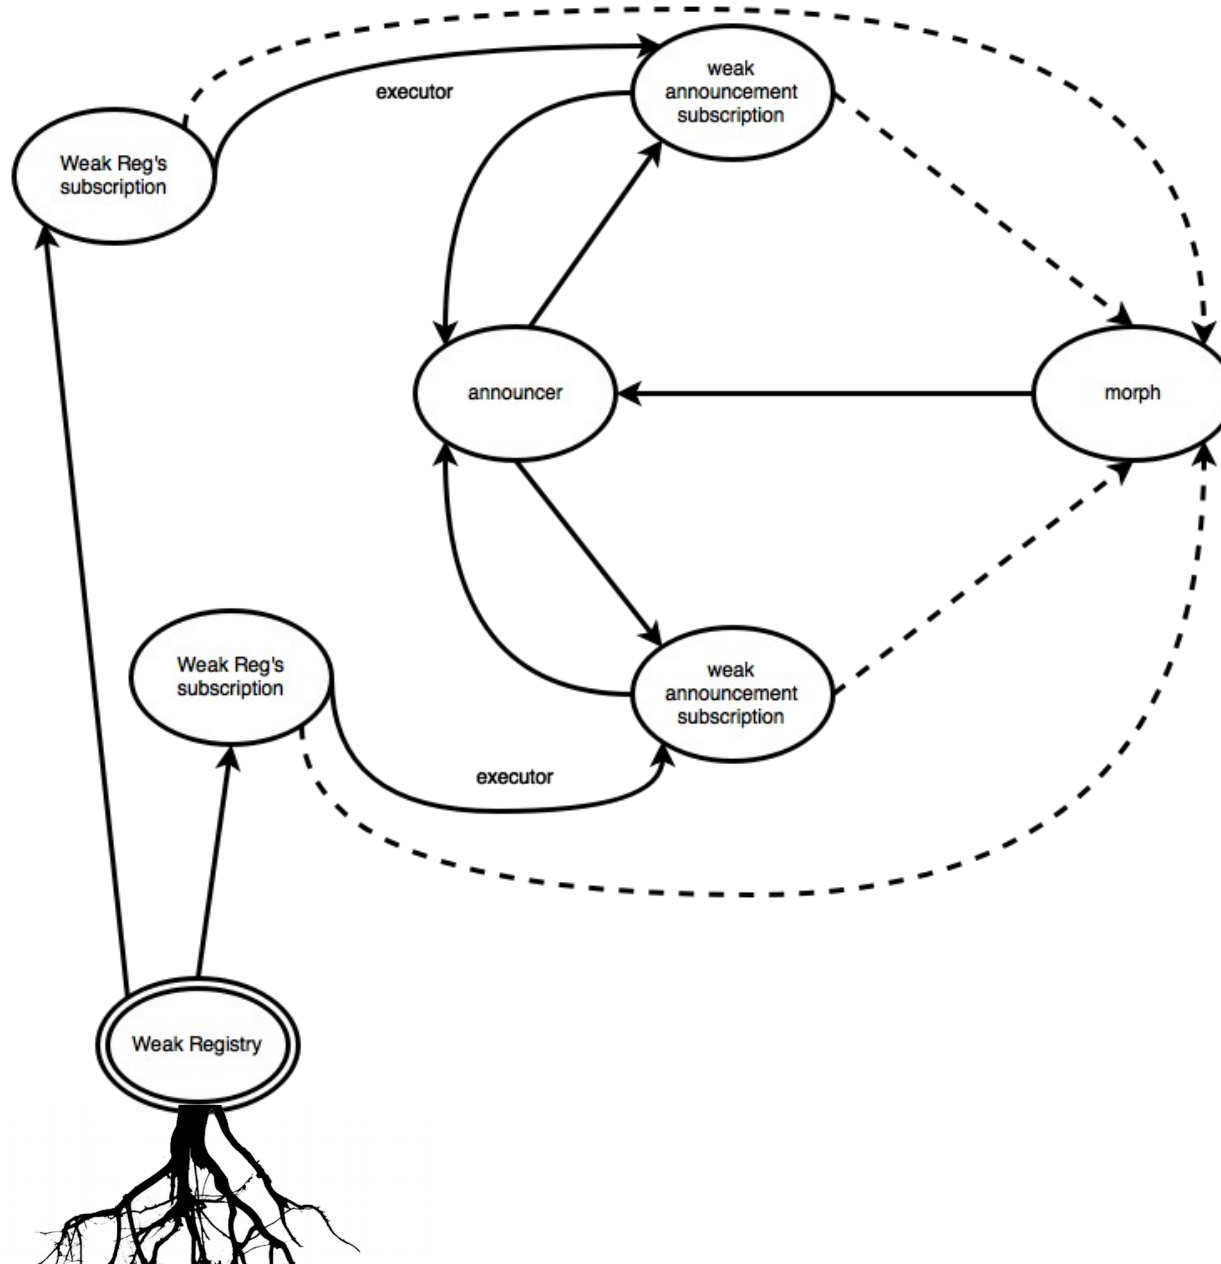 weak
announcement
subscription
executor
Weak Reg's
subscription
announcer
morph
Weak Reg's
subscription
weak
announcement
subscription
executor
Weak Registry